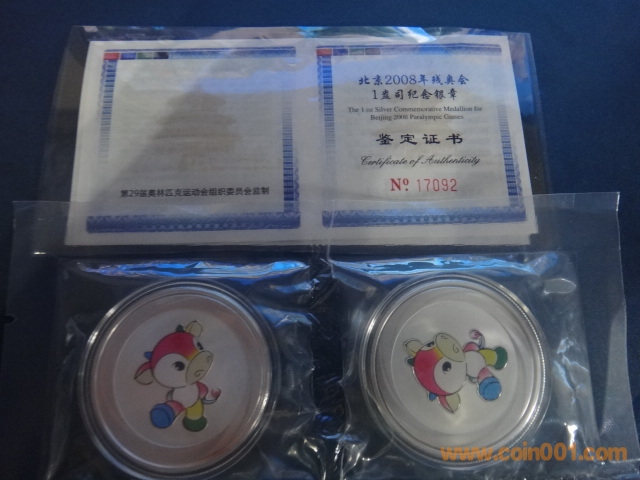 北京2008年残奥会
1盎司纪念银章
The 1 oz Silver Commemorative Medallion for
Beijing 2008 Paralympic Games
鉴定证书
Certificate of Authenticity
No 17092
第29届奥林匹克运动会组织委员会监制
www.coin001.com